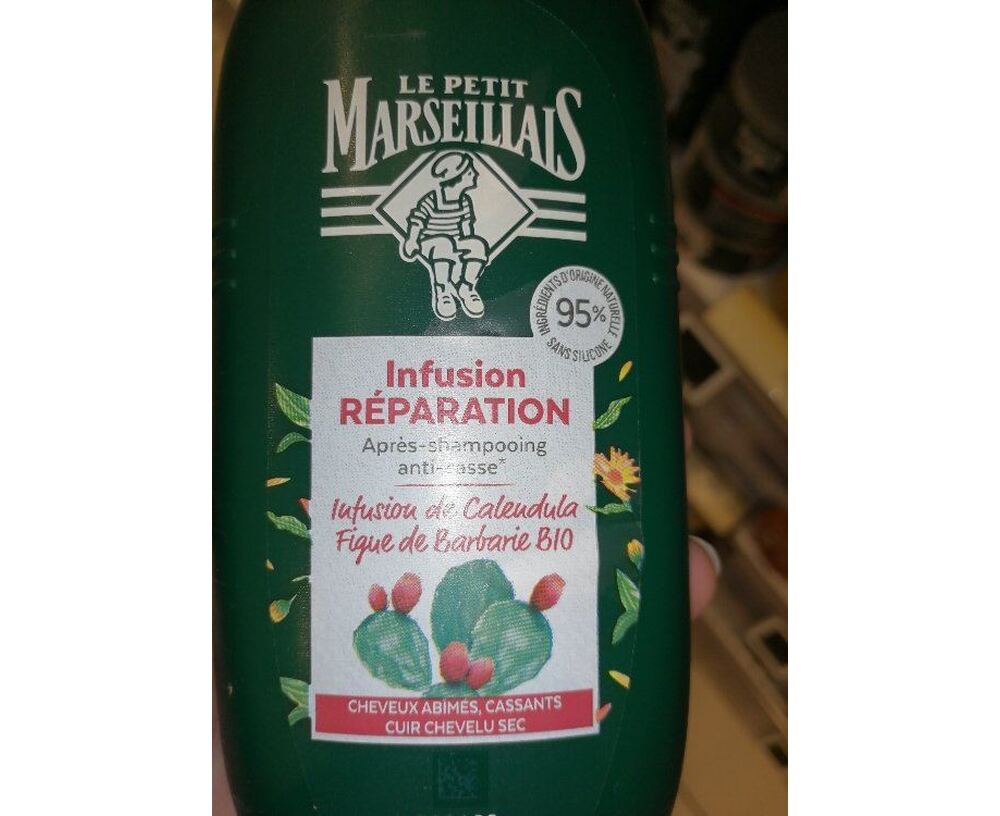 LE PETIT
MARSEILLAIS
INGRÉDIENTS D'ORIGINE NATURELLE
95%
SANS SILICONE
Infusion
RÉPARATION
Après-shampooing
anti-casse*
Infusion de Calendula
Figue de Barbarie BIO
CHEVEUX ABIMÉS, CASSANTS
CUIR CHEVELU SEC